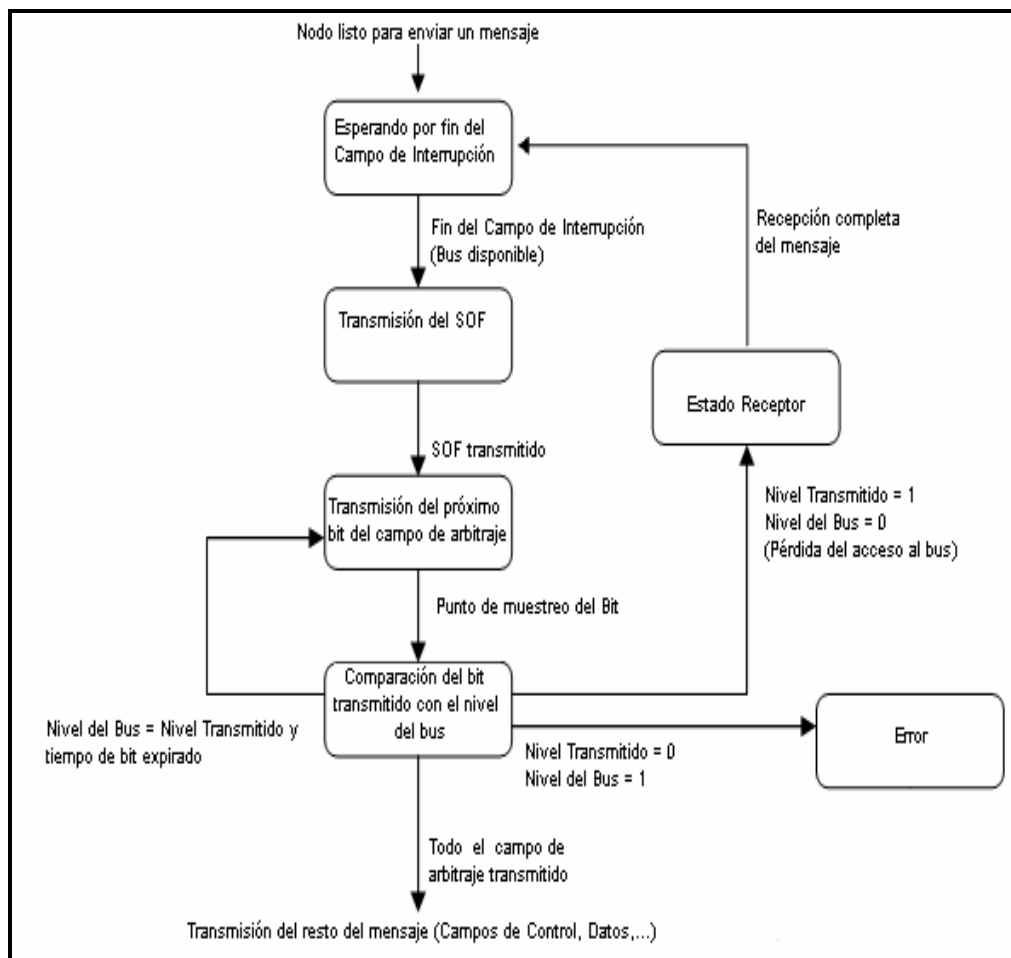 Nodo listo para enviar un mensaje
Esperando por fin del
Campo de Interrupción
Fin del Campo de Interrupción
(Bus disponible)
Recepción completa
del mensaje
Transmisión del SOF
Estado Receptor
SOF transmitido
Transmisión del próximo
bit del campo de arbitraje
Nivel Transmitido = 1
Nivel del Bus = 0
(Pérdida del acceso al bus)
Punto de muestreo del Bit
Comparación del bit
transmitido con el nivel
del bus
Nivel del Bus = Nivel Transmitido y
tiempo de bit expirado
Nivel Transmitido = 0
Nivel del Bus = 1
Error
Todo el campo de
arbitraje transmitido
Transmisión del resto del mensaje (Campos de Control, Datos,...)